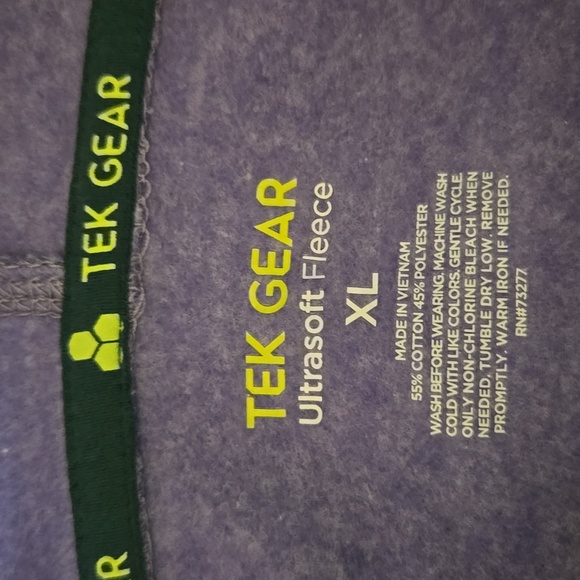 TEK GEAR
R
TEK GEAR
Ultrasoft Fleece
XL
MADE IN VIETNAM
55% COTTON 45% POLYESTER
WASH BEFORE WEARING. MACHINE WASH
COLD WITH LIKE COLORS, GENTLE CYCLE.
ONLY NON-CHLORINE BLEACH WHEN
NEEDED. TUMBLE DRY LOW. REMOVE
PROMPTLY. WARM IRON IF NEEDED.
RN#73277